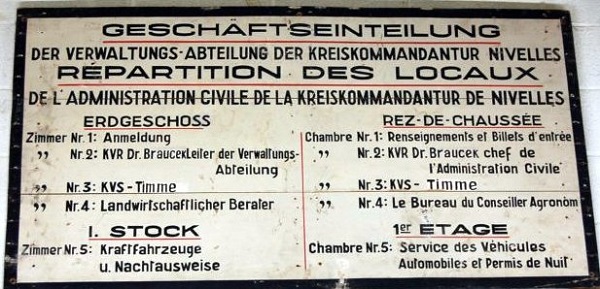 GESCHÄFTSEINTEILUNG
DER VERWALTUNGS-ABTEILUNG DER KREISKOMMANDANTUR NIVELLES
RÉPARTITION DES LOCAUX
DE L'ADMINISTRATION CIVILE DE LA KREISKOMMANDANTUR DE NIVELLES
ERDGESCHOSS
Zimmer Nr. 1: Anmeldung
„ Nr. 2: KVR Dr. Braucek Leiter der Verwaltungs-
Abteilung
„ Nr. 3: KVS - Timme
„ Nr. 4: Landwirtschaftlicher Berater
I. STOCK
Zimmer Nr. 5: Kraftfahrzeuge
u. Nachtausweise
REZ-DE-CHAUSSÉE
Chambre Nr. 1: Renseignements et Billets d'entrée
„ Nr. 2: KVR Dr. Braucek chef de
l'Administration Civile
„ Nr. 3: KVS - Timme
„ Nr. 4: Le Bureau du Conseiller Agronom
1er ÉTAGE
Chambre Nr. 5: Service des Véhicules
Automobiles et Permis de Nuit